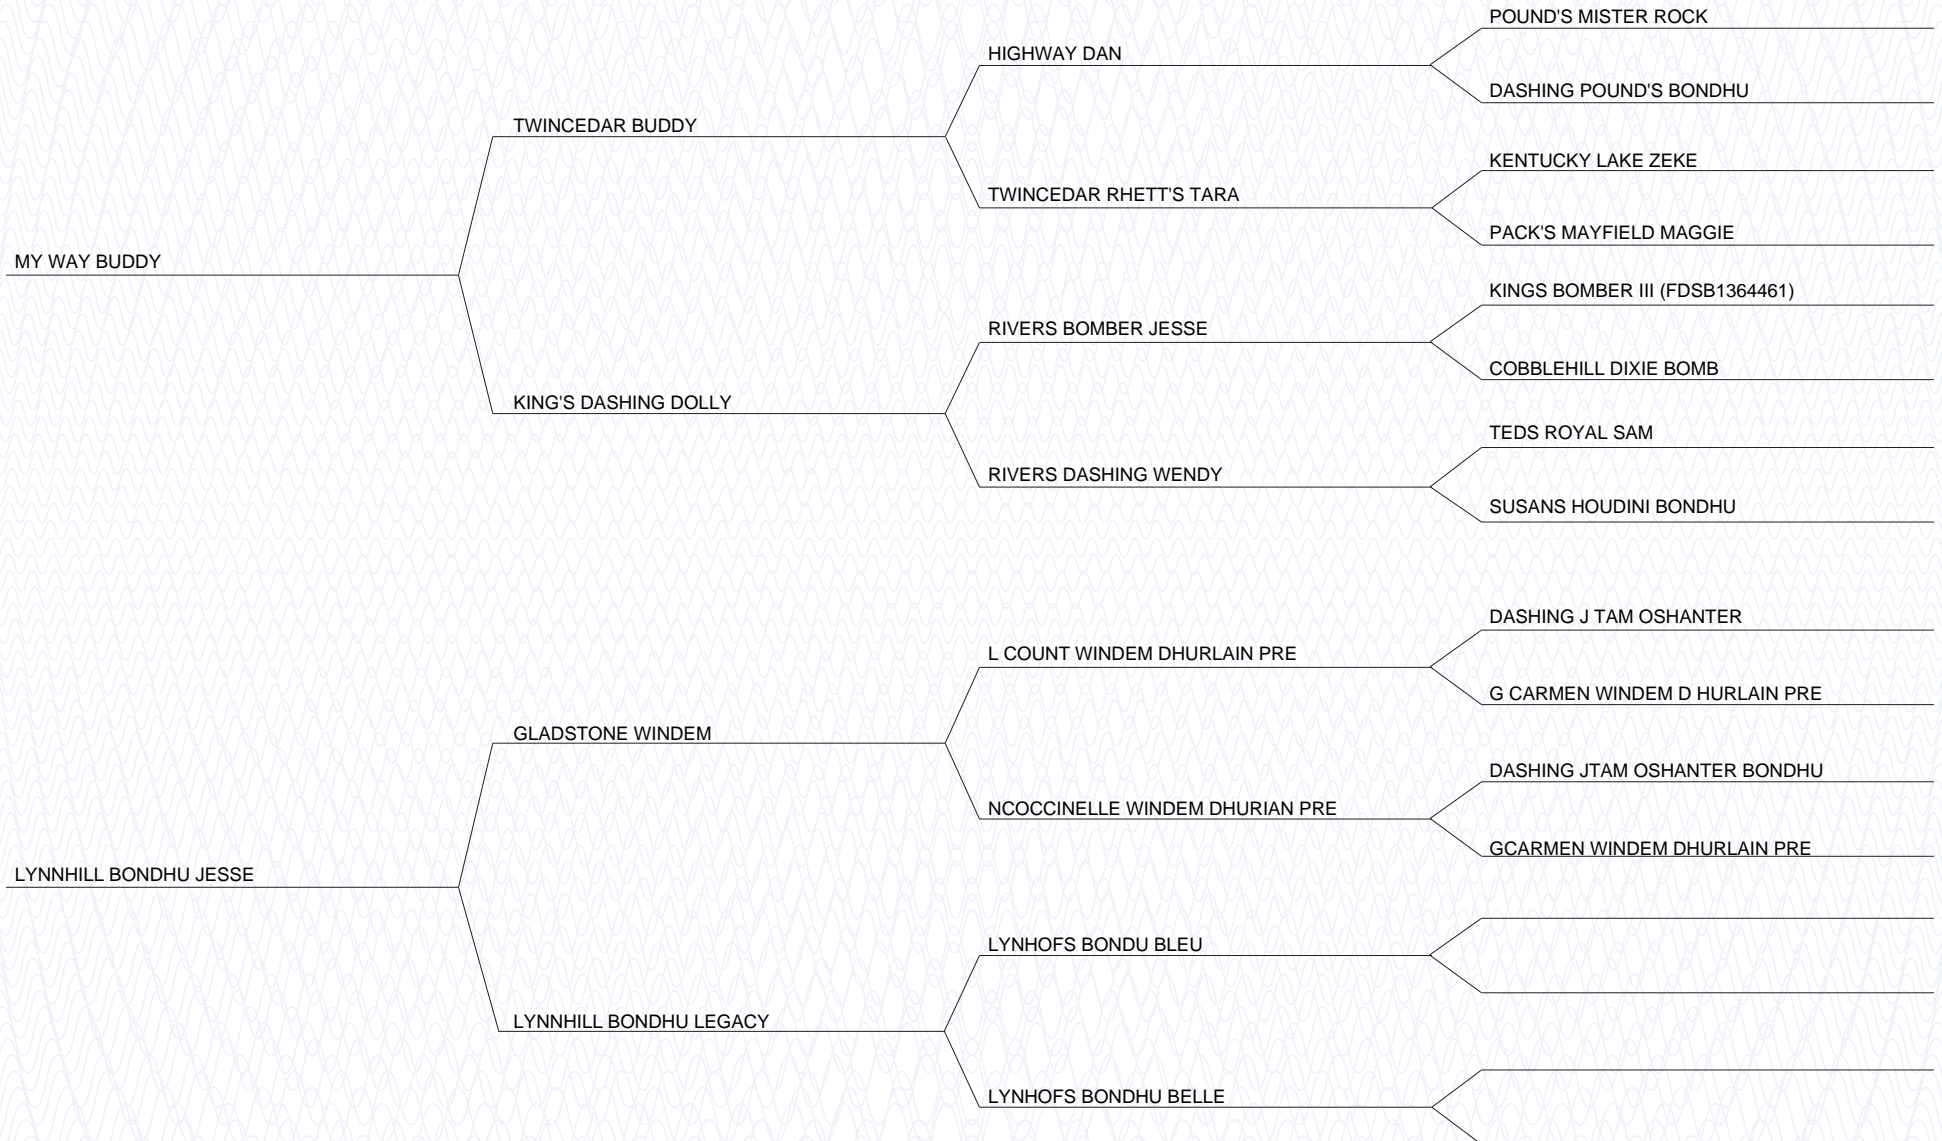 POUND'S MISTER ROCK
HIGHWAY DAN
DASHING POUND'S BONDHU
TWINCEDAR BUDDY
KENTUCKY LAKE ZEKE
TWINCEDAR RHETT'S TARA
PACK'S MAYFIELD MAGGIE
MY WAY BUDDY
KINGS BOMBER III (FDSB1364461)
RIVERS BOMBER JESSE
COBBLEHILL DIXIE BOMB
KING'S DASHING DOLLY
TEDS ROYAL SAM
RIVERS DASHING WENDY
SUSANS HOUDINI BONDHU
DASHING J TAM OSHANTER
L COUNT WINDEM DHURLAIN PRE
G CARMEN WINDEM D HURLAIN PRE
GLADSTONE WINDEM
DASHING JTAM OSHANTER BONDHU
NCOCCINELLE WINDEM DHURIAN PRE
GCARMEN WINDEM DHURLAIN PRE
LYNNHILL BONDHU JESSE
LYNHOFS BONDU BLEU
LYNNHILL BONDHU LEGACY
LYNHOFS BONDHU BELLE